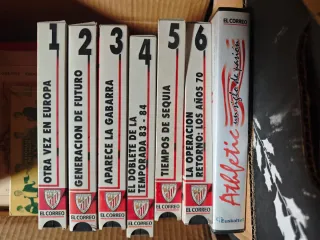 1
OTRA VEZ EN EUROPA
EL CORREO
2
GENERACION DE FUTURO
EL CORREO
3
APARECE LA GABARRA
EL CORREO
4
EL DOBLETE DE LA
TEMPORADA 83 - 84
EL CORREO
5
TIEMPOS DE SEQUIA
EL CORREO
6
LA OPERACION
RETORNO: LOS AÑOS 70
EL CORREO
EL CORREO
Athletic
un siglo de pasión
Euskaltel